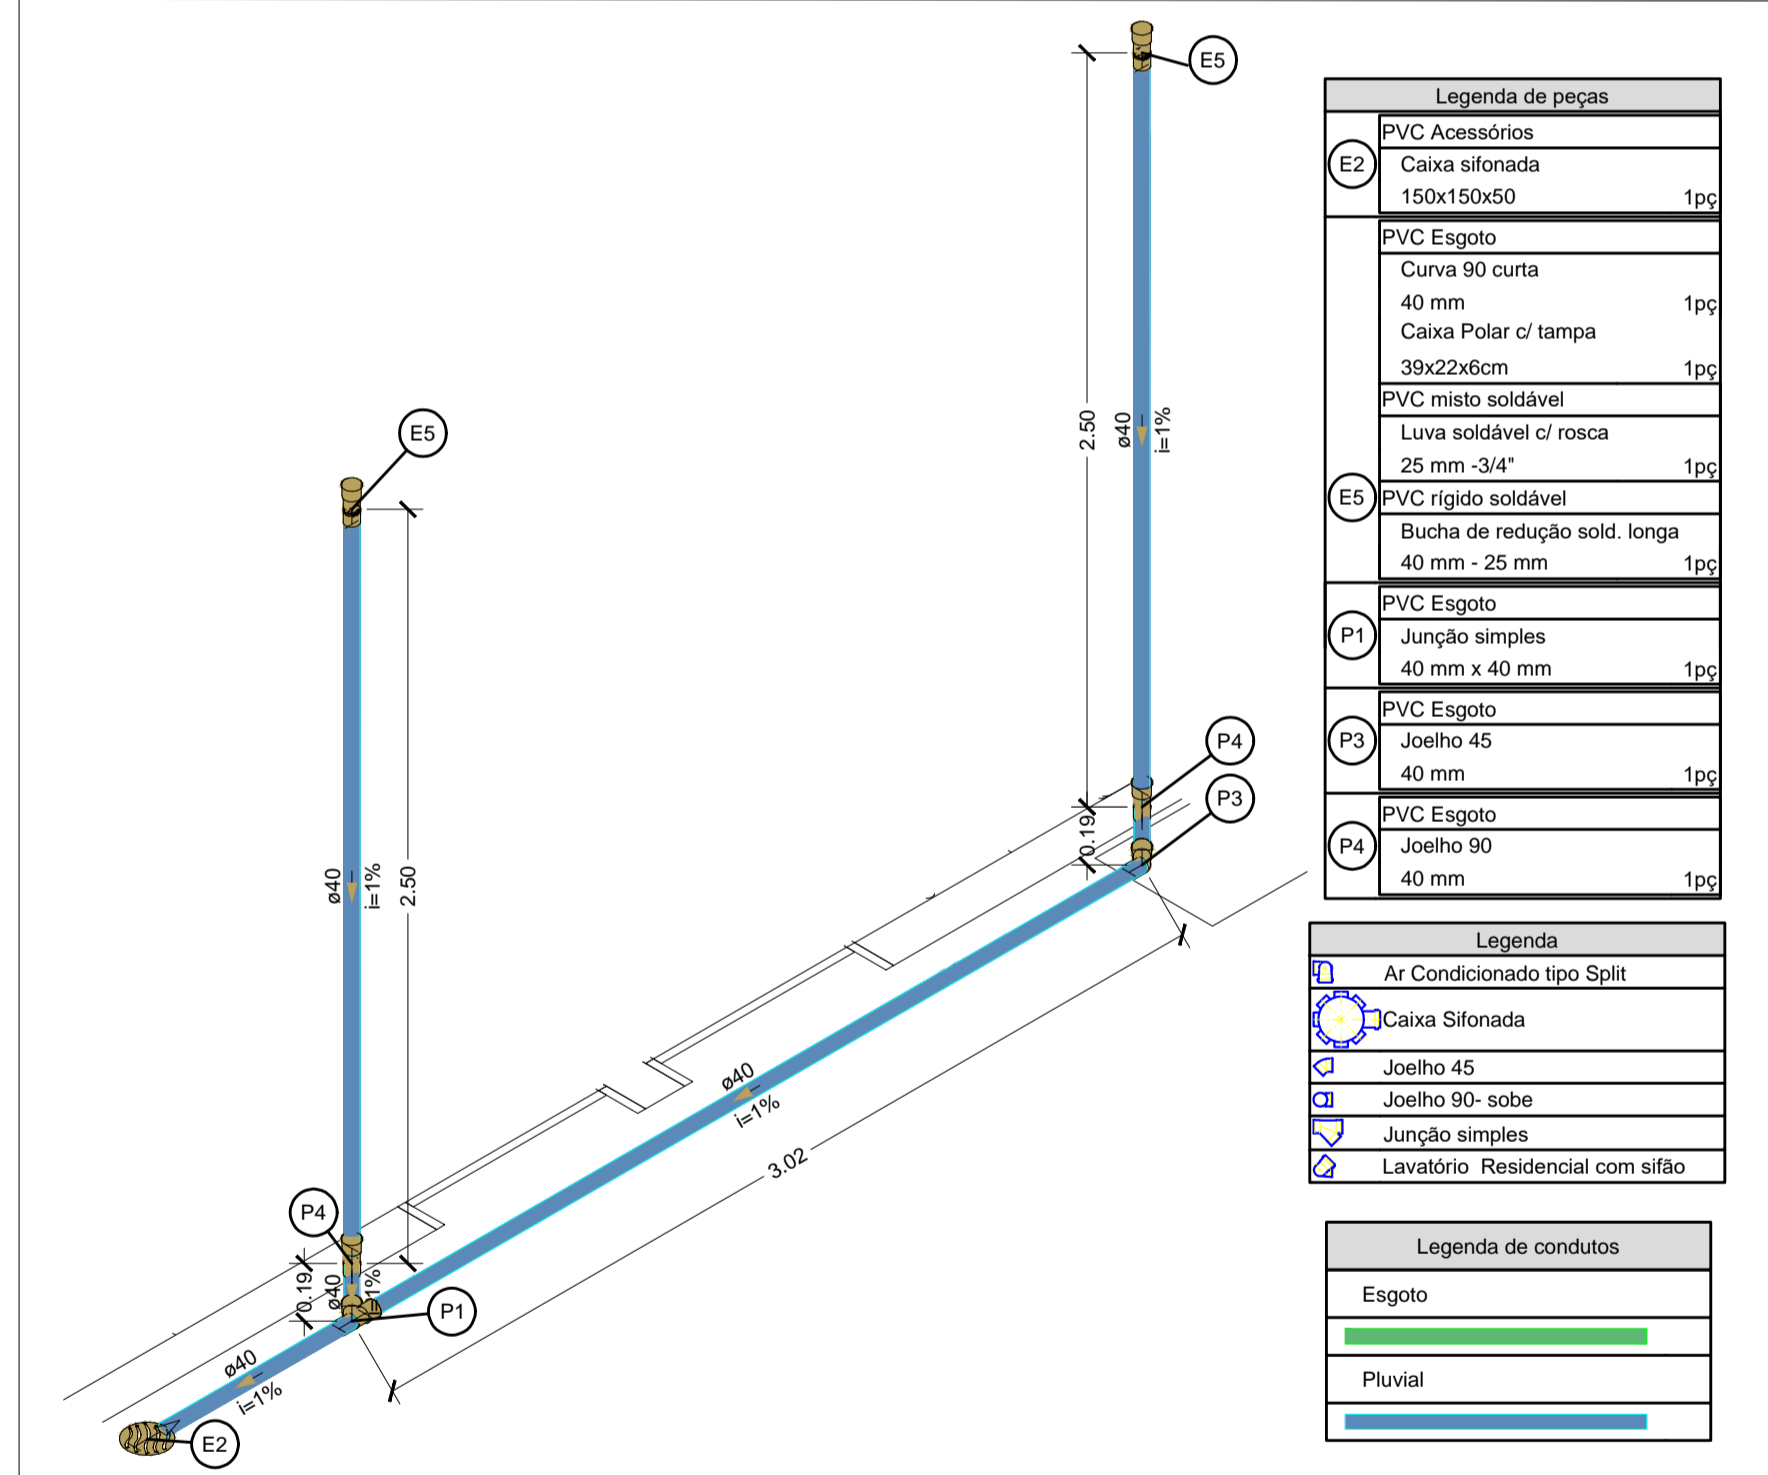 E5
E5
2.50
ø40
i=1%
ø40
i=1%
2.50
P4
P3
0.19
ø40
i=1%
3.02
P4
0.19
ø40
i=1%
P1
ø40
i=1%
E2
Legenda de peças
E2
PVC Acessórios
Caixa sifonada
150x150x50 1pç
E5
PVC Esgoto
Curva 90 curta
40 mm 1pç
Caixa Polar c/ tampa
39x22x6cm 1pç
PVC misto soldável
Luva soldável c/ rosca
25 mm -3/4" 1pç
PVC rígido soldável
Bucha de redução sold. longa
40 mm - 25 mm 1pç
P1
PVC Esgoto
Junção simples
40 mm x 40 mm 1pç
P3
PVC Esgoto
Joelho 45
40 mm 1pç
P4
PVC Esgoto
Joelho 90
40 mm 1pç
Legenda
Ar Condicionado tipo Split
Caixa Sifonada
Joelho 45
Joelho 90- sobe
Junção simples
Lavatório Residencial com sifão
Legenda de condutos
Esgoto
Pluvial